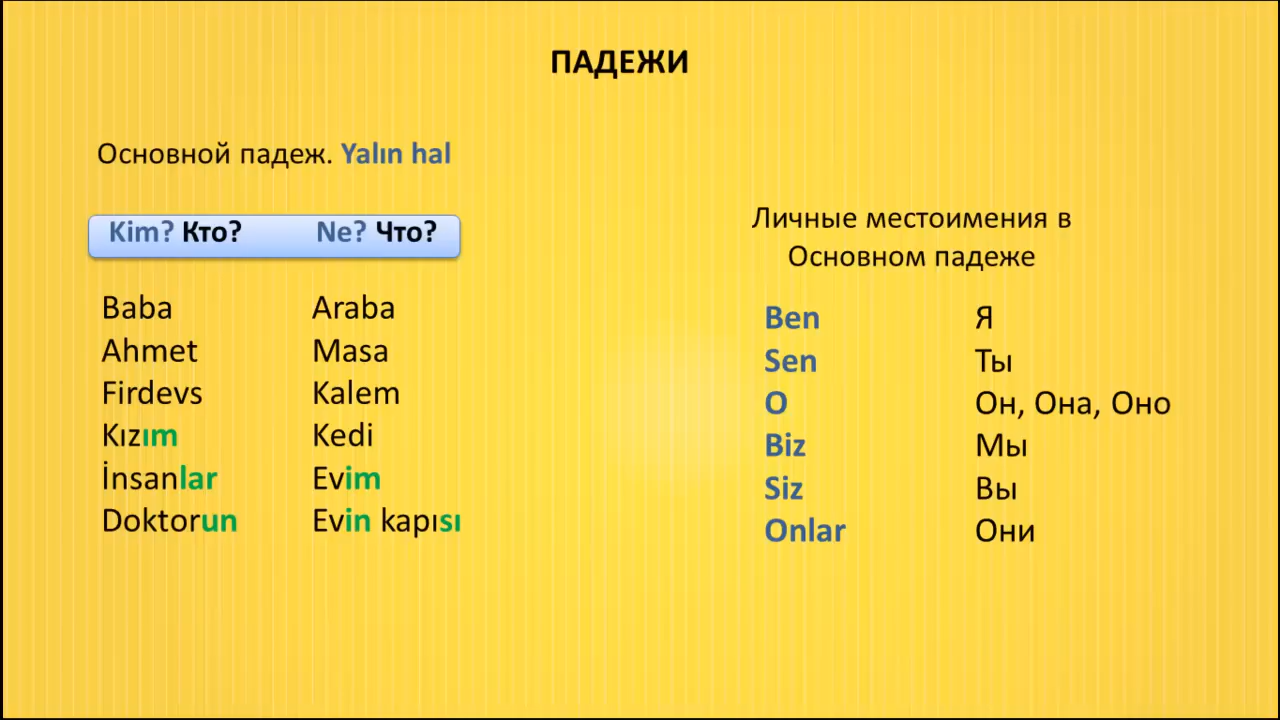 ПАДЕЖИ
Основной падеж. Yalın hal
Kim? Кто? Ne? Что?
Baba Araba
Ahmet Masa
Firdevs Kalem
Kızım Kedi
İnsanlar Evim
Doktorun Evin kapısı
Личные местоимения в
Основном падеже
Ben Я
Sen Ты
O Он, Она, Оно
Biz Мы
Siz Вы
Onlar Они